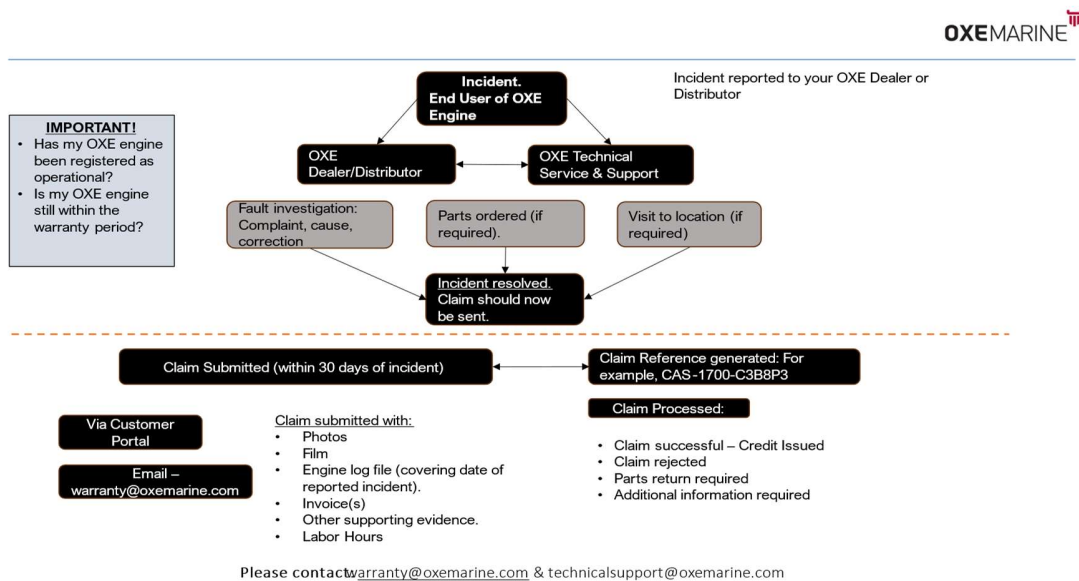 OXEMARINE
Incident.
End User of OXE
Engine
Incident reported to your OXE Dealer or
Distributor
IMPORTANT!
• Has my OXE engine
been registered as
operational?
• Is my OXE engine
still within the
warranty period?
OXE
Dealer/Distributor
OXE Technical
Service & Support
Fault investigation:
Complaint, cause,
correction
Parts ordered (if
required).
Visit to location (if
required)
Incident resolved.
Claim should now
be sent.
Claim Submitted (within 30 days of incident)
Claim Reference generated: For
example, CAS-1700-C3B8P3
Via Customer
Portal
Email –
warranty@oxemarine.com
Claim submitted with:
• Photos
• Film
• Engine log file (covering date of
reported incident).
• Invoice(s)
• Other supporting evidence.
• Labor Hours
Claim Processed:
• Claim successful – Credit Issued
• Claim rejected
• Parts return required
• Additional information required
Please contact: warranty@oxemarine.com & technicalsupport@oxemarine.com